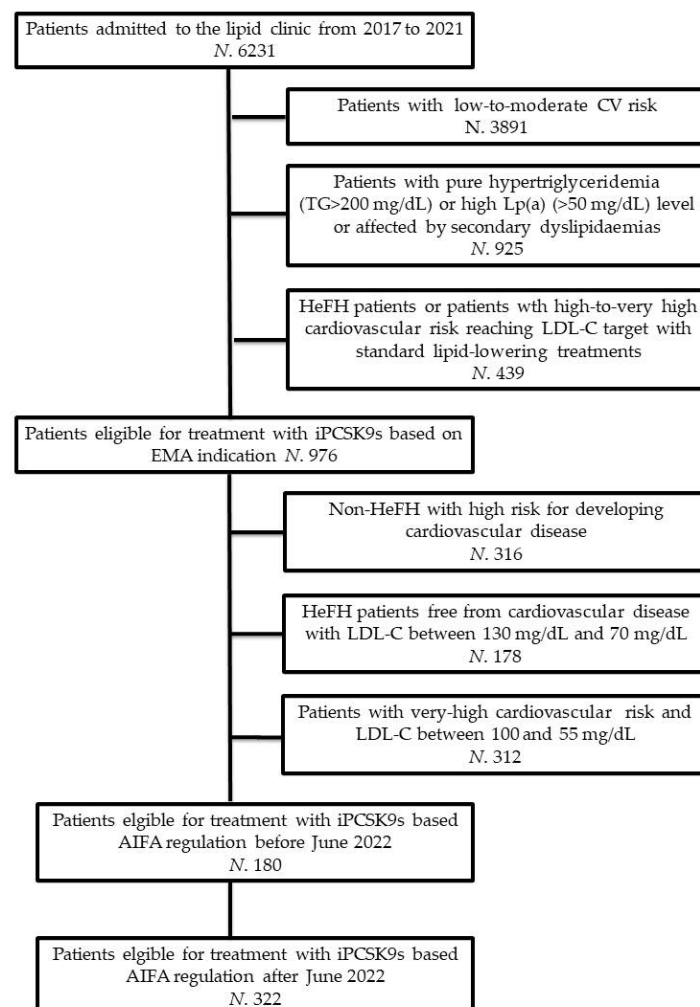 Patients admitted to the lipid clinic from 2017 to 2021
N. 6231
Patients with low-to-moderate CV risk
N. 3891
Patients with pure hypertriglyceridemia
(TG>200 mg/dL) or high Lp(a) (>50 mg/dL) level
or affected by secondary dyslipidaemias
N. 925
HeFH patients or patients wth high-to-very high
cardiovascular risk reaching LDL-C target with
standard lipid-lowering treatments
N. 439
Patients eligible for treatment with iPCSK9s based on
EMA indication N. 976
Non-HeFH with high risk for developing
cardiovascular disease
N. 316
HeFH patients free from cardiovascular disease
with LDL-C between 130 mg/dL and 70 mg/dL
N. 178
Patients with very-high cardiovascular risk and
LDL-C between 100 and 55 mg/dL
N. 312
Patients elgible for treatment with iPCSK9s based
AIFA regulation before June 2022
N. 180
Patients elgible for treatment with iPCSK9s based
AIFA regulation after June 2022
N. 322